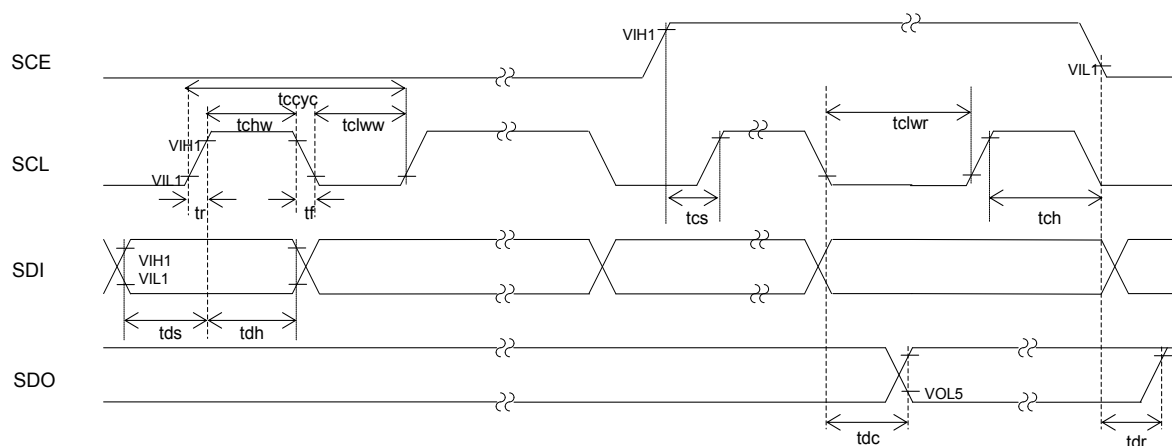 SCE
VIH1
VIL1
tccyc
tchw
tclww
tclwr
SCL
VIH1
VIL1
tr
tf
tcs
tch
SDI
VIH1
VIL1
tds
tdh
SDO
VOL5
tdc
tdr